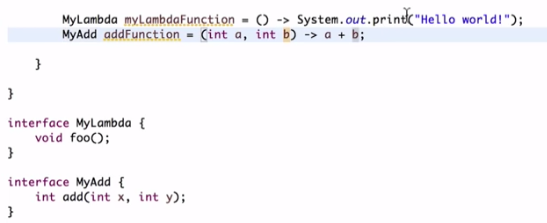 MyLambda myLambdaFunction = () -> System.out.print("Hello world!");
MyAdd addFunction = (int a, int b) -> a + b;
}
}
interface MyLambda {
void foo();
}
interface MyAdd {
int add(int x, int y);
}